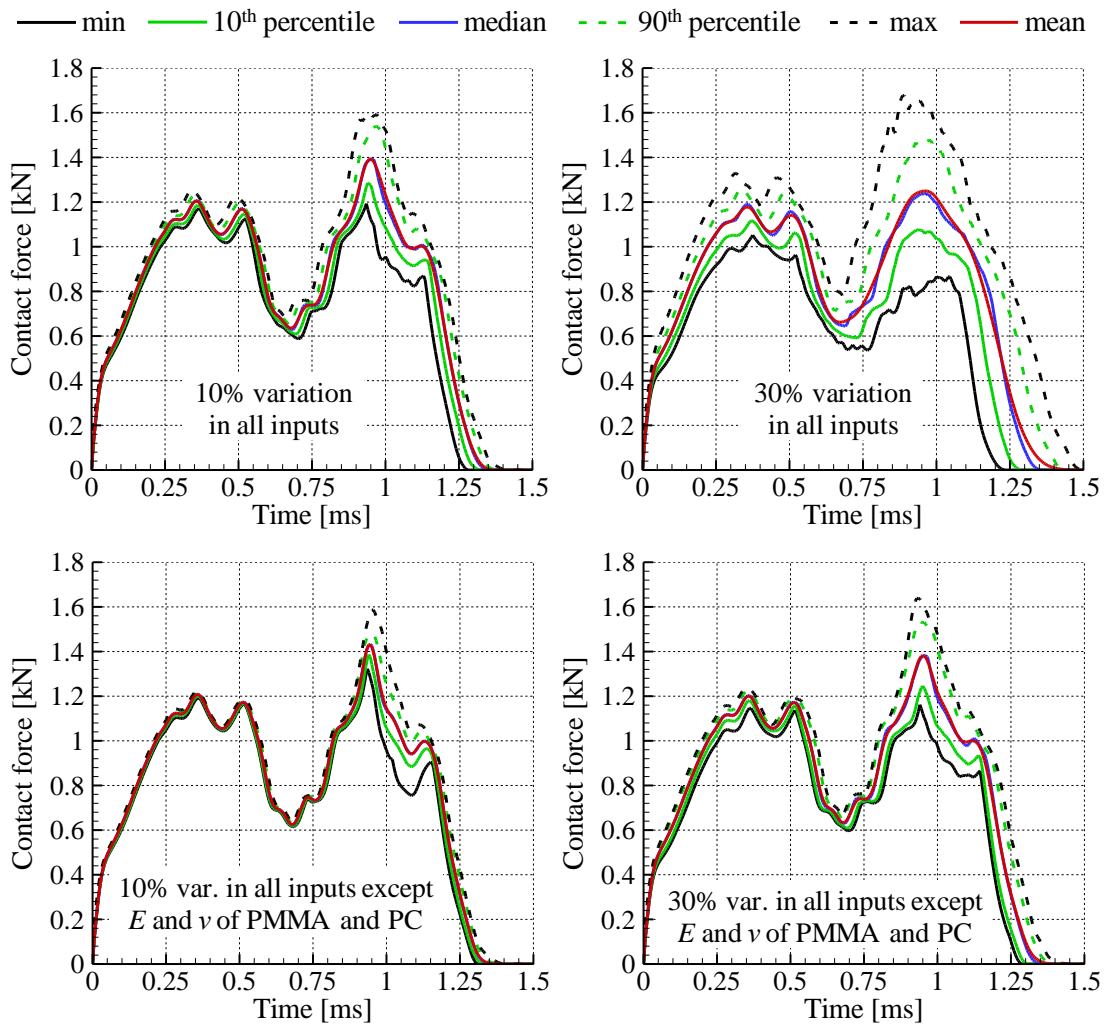 min 10th percentile median 90th percentile max mean
1.8
1.6
1.4
1.2
1
0.8
0.6
0.4
0.2
0
Contact force [kN]
10% variation
in all inputs
0 0.25 0.5 0.75 1 1.25 1.5
Time [ms]
1.8
1.6
1.4
1.2
1
0.8
0.6
0.4
0.2
0
Contact force [kN]
30% variation
in all inputs
0 0.25 0.5 0.75 1 1.25 1.5
Time [ms]
1.8
1.6
1.4
1.2
1
0.8
0.6
0.4
0.2
0
Contact force [kN]
10% var. in all inputs except
E and ν of PMMA and PC
0 0.25 0.5 0.75 1 1.25 1.5
Time [ms]
1.8
1.6
1.4
1.2
1
0.8
0.6
0.4
0.2
0
Contact force [kN]
30% var. in all inputs except
E and ν of PMMA and PC
0 0.25 0.5 0.75 1 1.25 1.5
Time [ms]